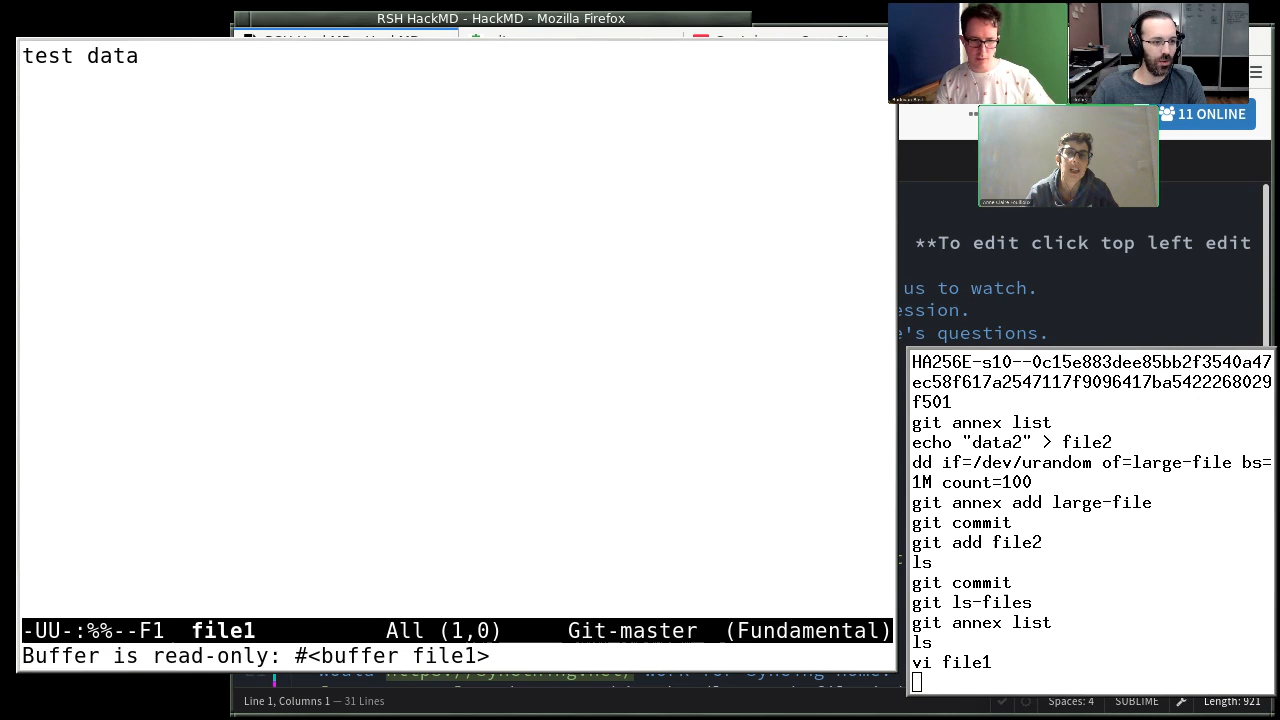 RSH HackMD - HackMD - Mozilla Firefox
test data
11 ONLINE
**To edit click top left edit
us to watch.
ession.
e's questions.
HA256E-s10--0c15e883dee85bb2f3540a47
ec58f617a2547117f9096417ba5422268029
f501
git annex list
echo "data2" > file2
dd if=/dev/urandom of=large-file bs=
1M count=100
git annex add large-file
git commit
git add file2
ls
git commit
git ls-files
git annex list
ls
vi file1
-UU-:%%--F1 file1 All (1,0) Git-master (Fundamental)
Buffer is read-only: #<buffer file1>
Line 1, Columns 1 — 31 Lines
Spaces: 4 SUBLIME Length: 921